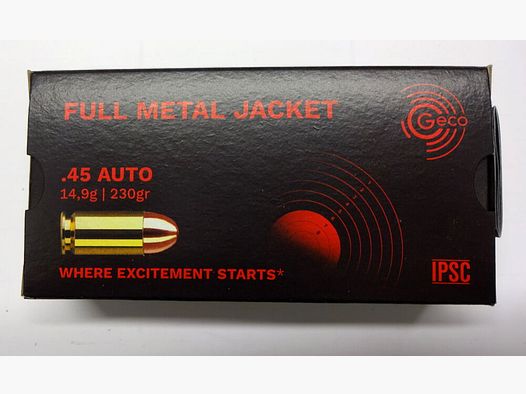 FULL METAL JACKET
Geco
.45 AUTO
14,9g | 230gr
WHERE EXCITEMENT STARTS*
IPSC